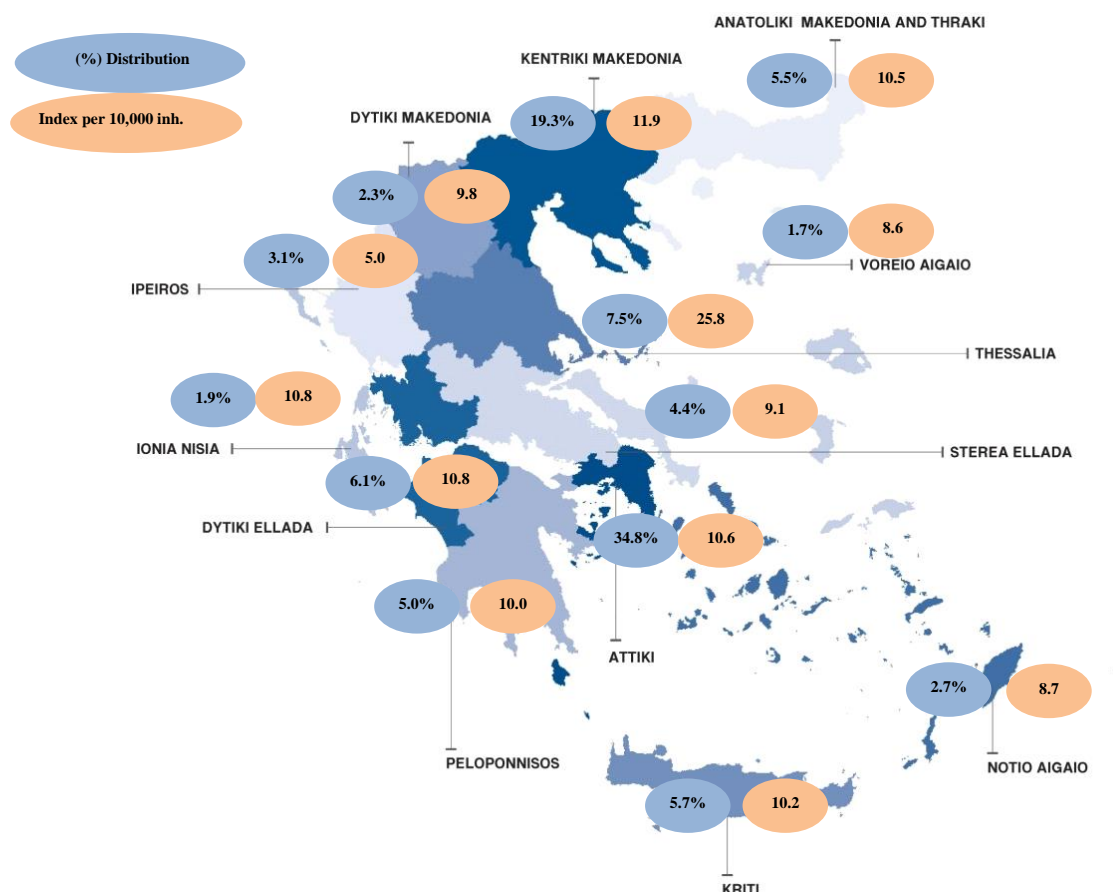 ANATOLIKI MAKEDONIA AND THRAKI
(%) Distribution
KENTRIKI MAKEDONIA
5.5%
10.5
Index per 10,000 inh.
DYTIKI MAKEDONIA
19.3%
11.9
2.3%
9.8
1.7%
8.6
3.1%
5.0
VOREIO AIGAIO
IPEIROS
7.5%
25.8
THESSALIA
1.9%
10.8
4.4%
9.1
IONIA NISIA
STEREA ELLADA
6.1%
10.8
DYTIKI ELLADA
34.8%
10.6
5.0%
10.0
ATTIKI
2.7%
8.7
PELOPONNISOS
NOTIO AIGAIO
5.7%
10.2
KRITI